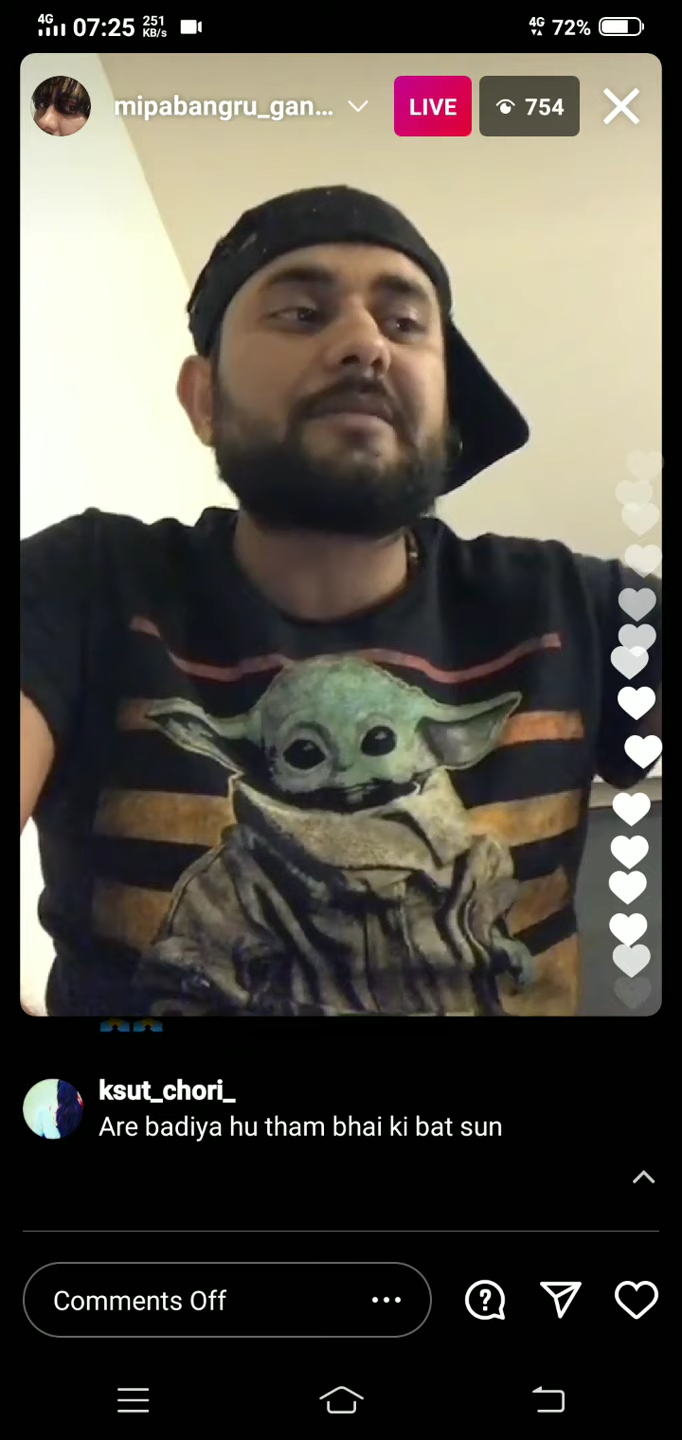 4G 07:25 251 KB/s 4G 72%
mipabangru_gan... LIVE 754
ksut_chori_
Are badiya hu tham bhai ki bat sun
Comments Off